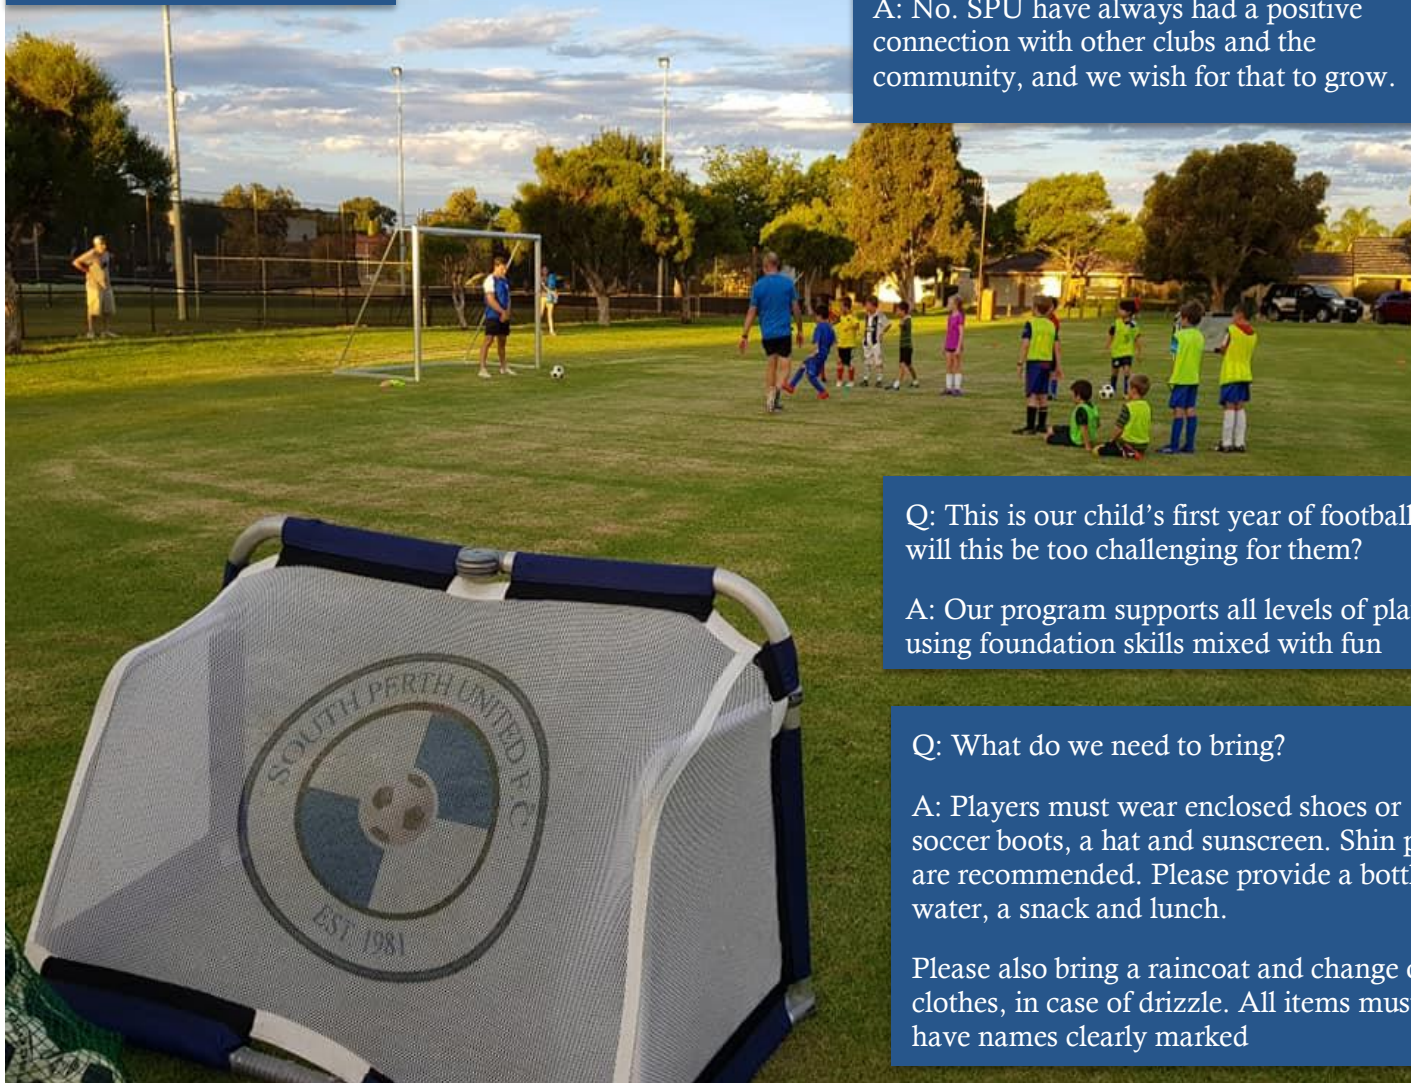 A: No. SPU have always had a positive
connection with other clubs and the
community, and we wish for that to grow.
Q: This is our child’s first year of football
will this be too challenging for them?
A: Our program supports all levels of pla
using foundation skills mixed with fun
Q: What do we need to bring?
A: Players must wear enclosed shoes or
soccer boots, a hat and sunscreen. Shin p
are recommended. Please provide a bottl
water, a snack and lunch.
Please also bring a raincoat and change
clothes, in case of drizzle. All items must
have names clearly marked
SOUTH PERTH UNITED FC
EST 1981